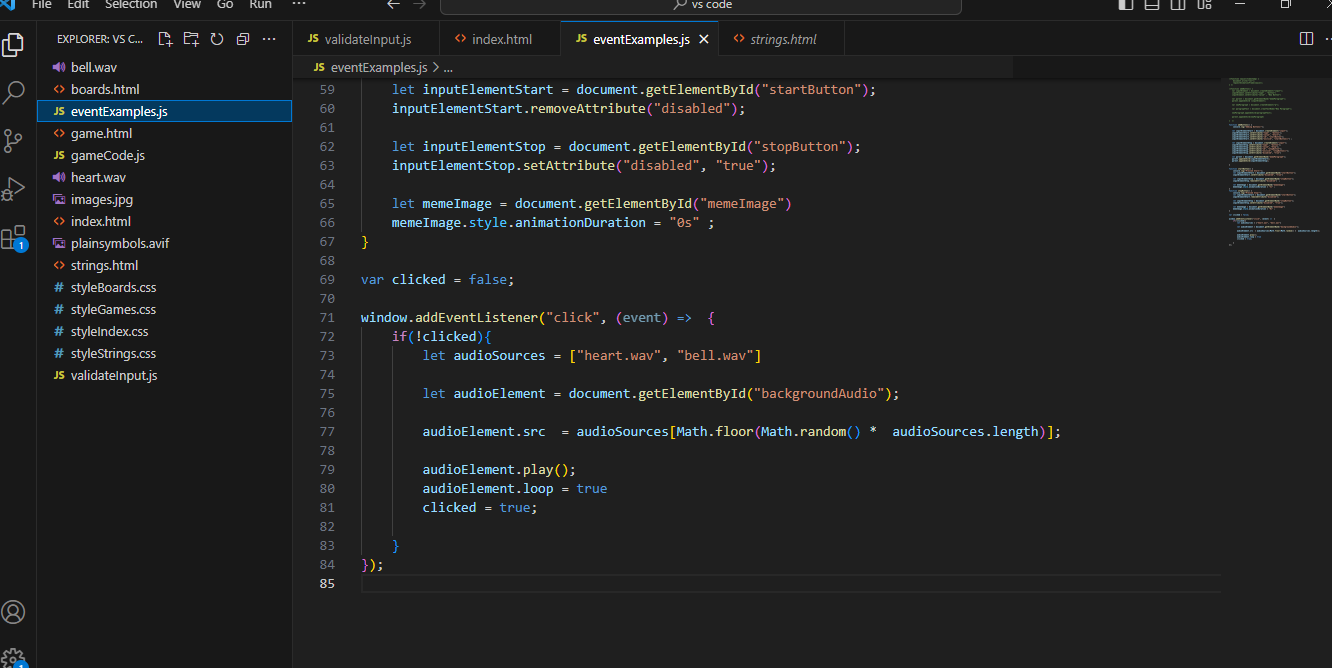 File Edit Selection View Go Run ... vs code
EXPLORER: VS C...
bell.wav
boards.html
eventExamples.js
game.html
gameCode.js
heart.wav
images.jpg
index.html
plainsymbols.avif
strings.html
styleBoards.css
styleGames.css
styleIndex.css
styleStrings.css
validateInput.js
1
1
JS validateInput.js <> index.html JS eventExamples.js <> strings.html
JS eventExamples.js > ...
59 let inputElementStart = document.getElementById("startButton");
60 inputElementStart.removeAttribute("disabled");
61
62 let inputElementStop = document.getElementById("stopButton");
63 inputElementStop.setAttribute("disabled", "true");
64
65 let memeImage = document.getElementById("memeImage")
66 memeImage.style.animationDuration = "0s" ;
67 }
68
69 var clicked = false;
70
71 window.addEventListener("click", (event) => {
72 if(!clicked){
73 let audioSources = ["heart.wav", "bell.wav"]
74
75 let audioElement = document.getElementById("backgroundAudio");
76
77 audioElement.src  = audioSources[Math.floor(Math.random() *  audioSources.length)];
78
79 audioElement.play();
80 audioElement.loop = true
81 clicked = true;
82
83 }
84 });
85